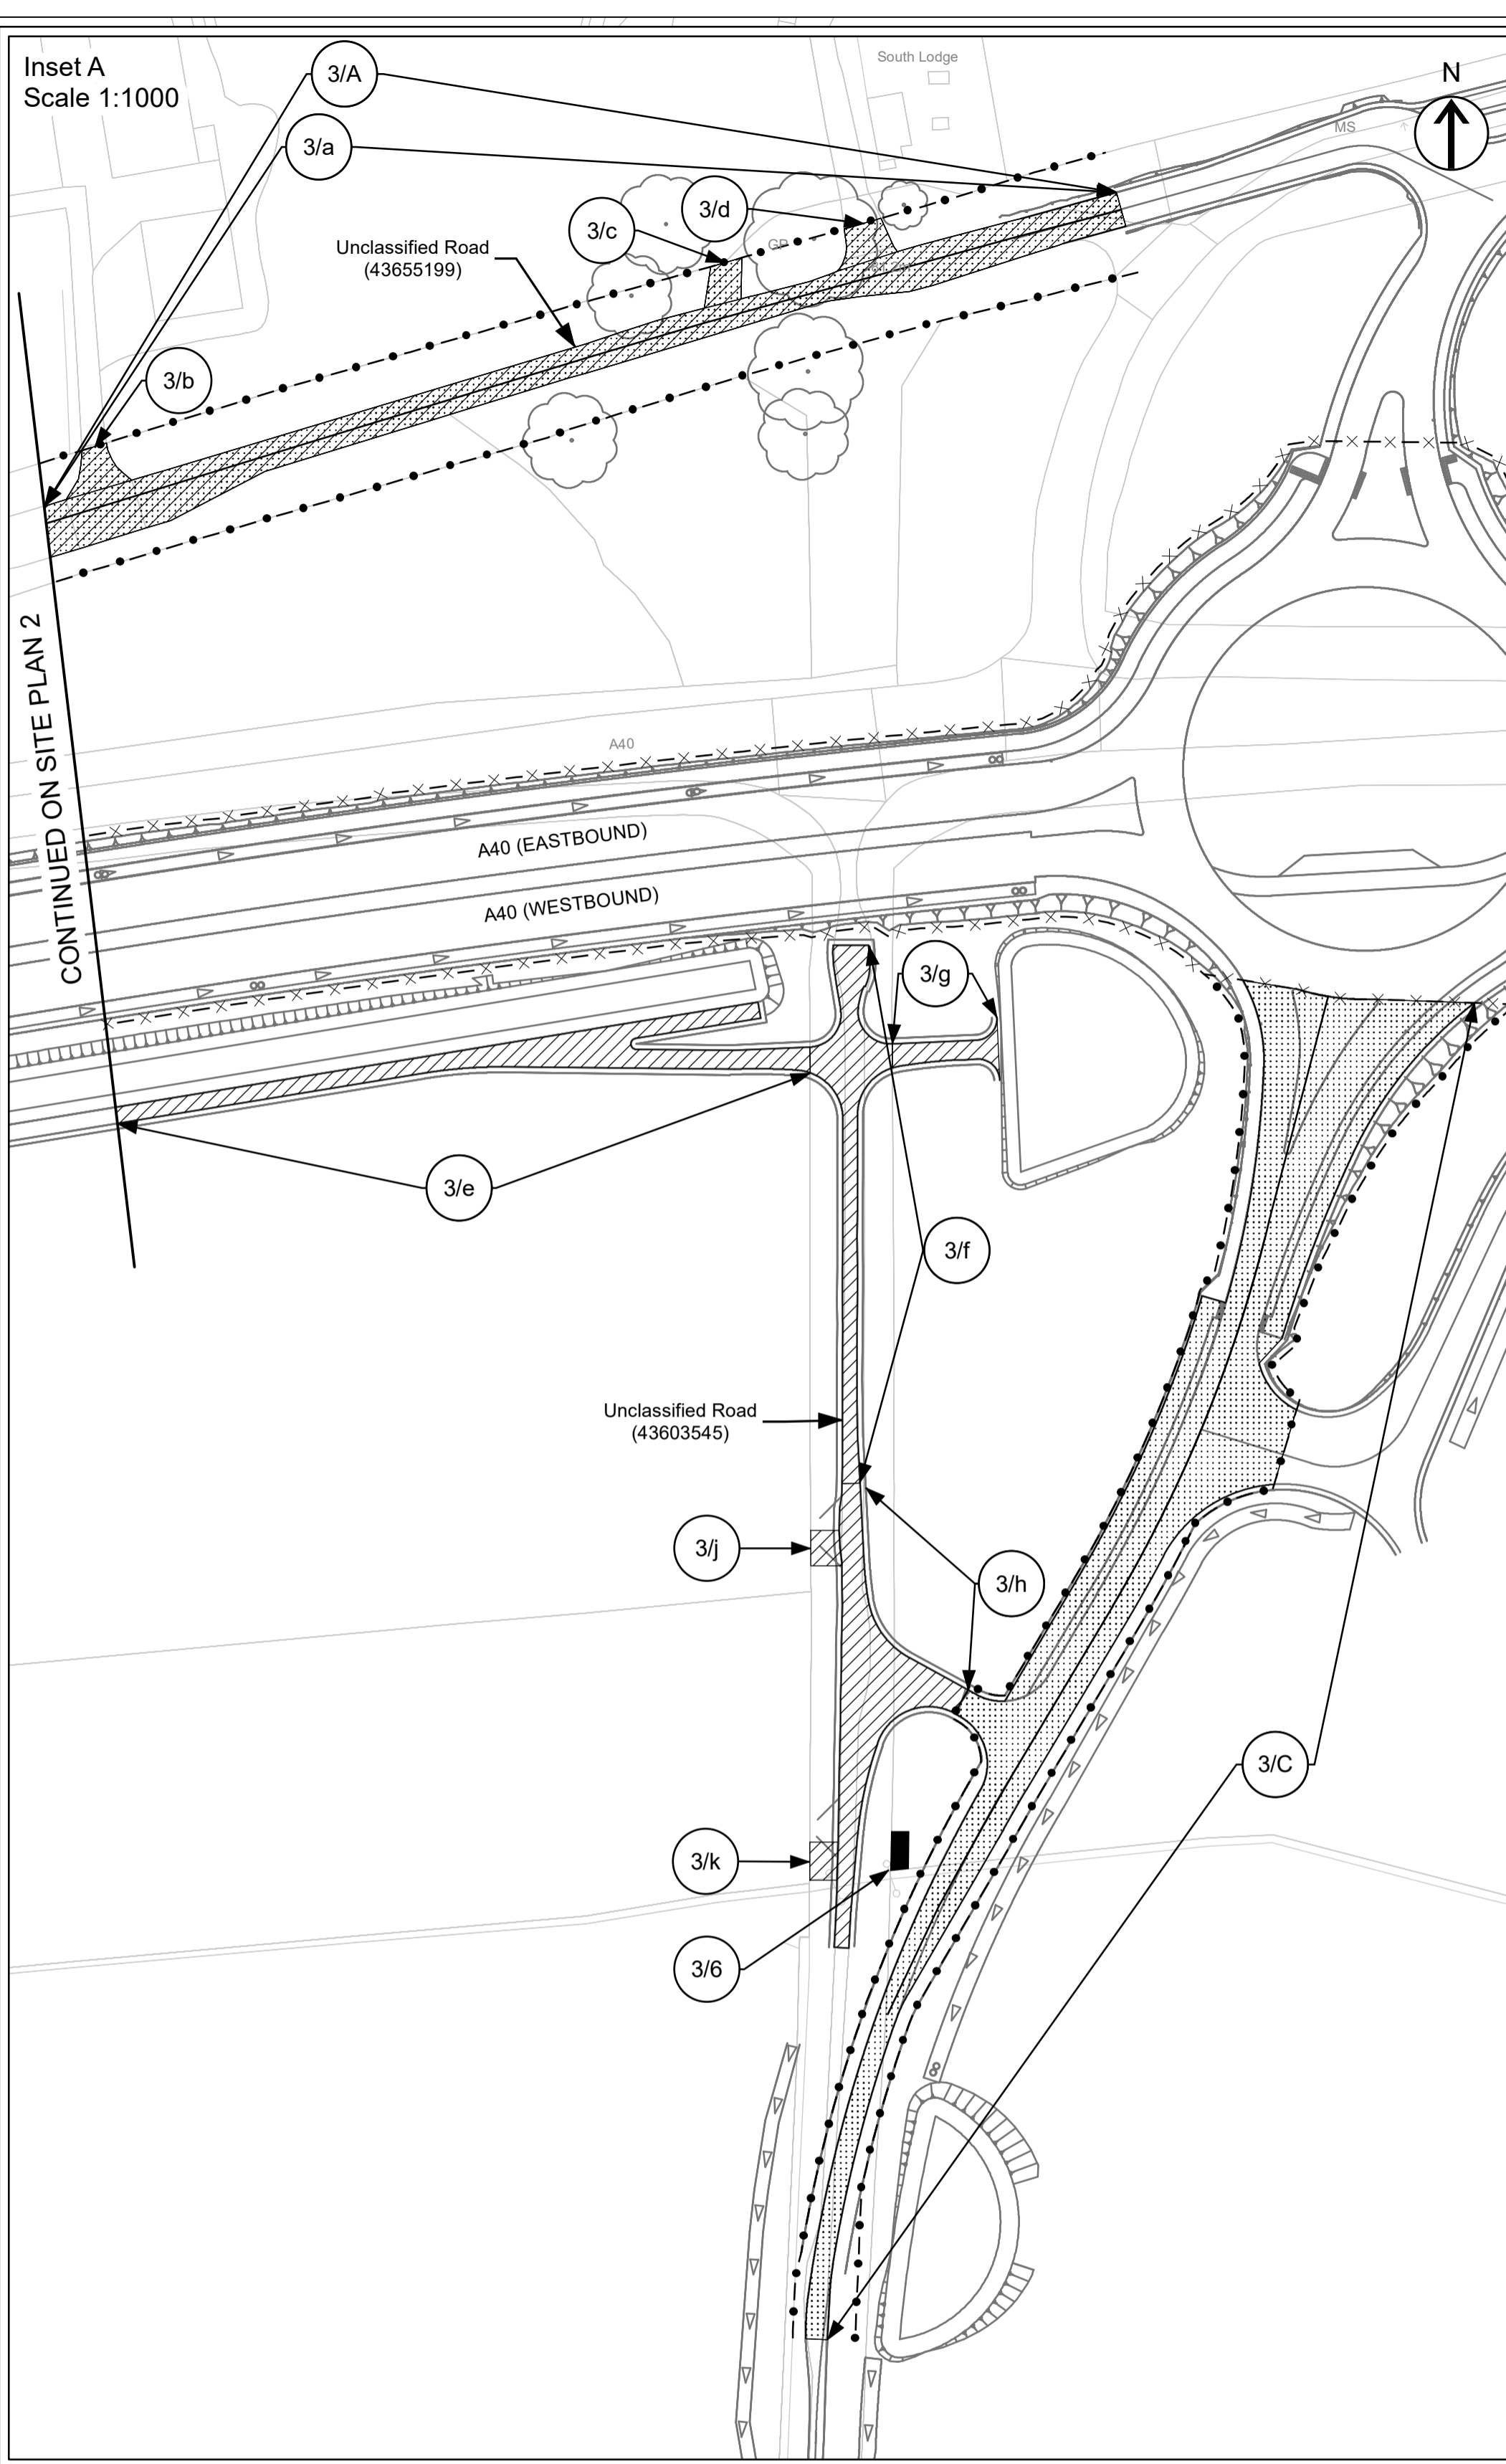 Inset A
Scale 1:1000
3/A
3/a
South Lodge
N
MS
3/c
3/d
GP
Unclassified Road
(43655199)
3/b
CONTINUED ON SITE PLAN 2
A40
A40 (EASTBOUND)
A40 (WESTBOUND)
3/g
3/e
3/f
Unclassified Road
(43603545)
3/j
3/h
3/C
3/k
3/6